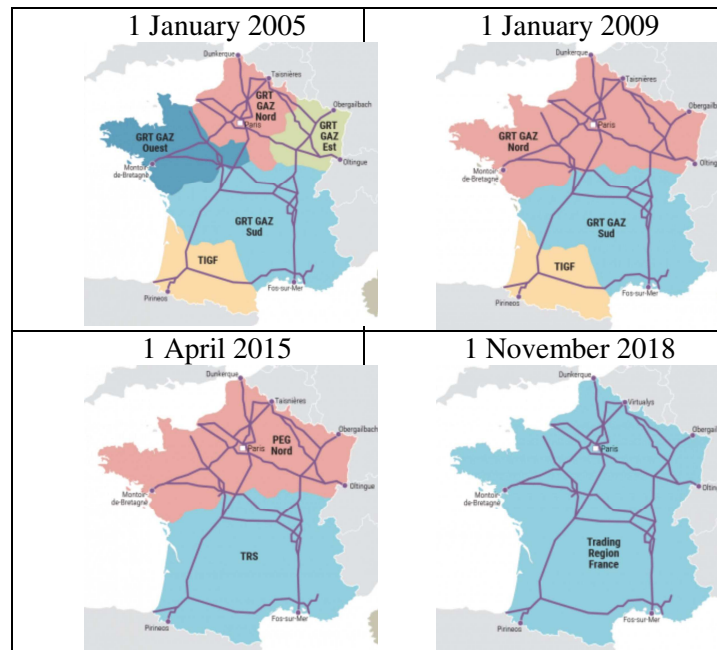 1 January 2005
Dunkerque
Taisnières
GRT
GAZ
Nord
Obergailbach
Paris
GRT
GAZ
Est
GRT GAZ
Ouest
Oltingue
Montoir
de-Bretagne
GRT GAZ
Sud
TIGF
Fos-sur-Mer
Pirineos
1 January 2009
Dunkerque
Taisnières
Obergailb
Paris
GRT GAZ
Nord
Oltingue
Montoir
de-Bretagne
GRT GAZ
Sud
TIGF
Fos-sur-Mer
Pirineos
1 April 2015
Dunkerque
Taisnières
Obergailbach
PEG
Nord
Paris
Oltingue
Montoir
de-Bretagne
TRS
Fos-sur-Mer
Pirineos
1 November 2018
Dunkerque
Virtualys
Obergailb
Paris
Olting
Montoir
de-Bretagne
Trading
Region
France
Fos-sur-Mer
Pirineos